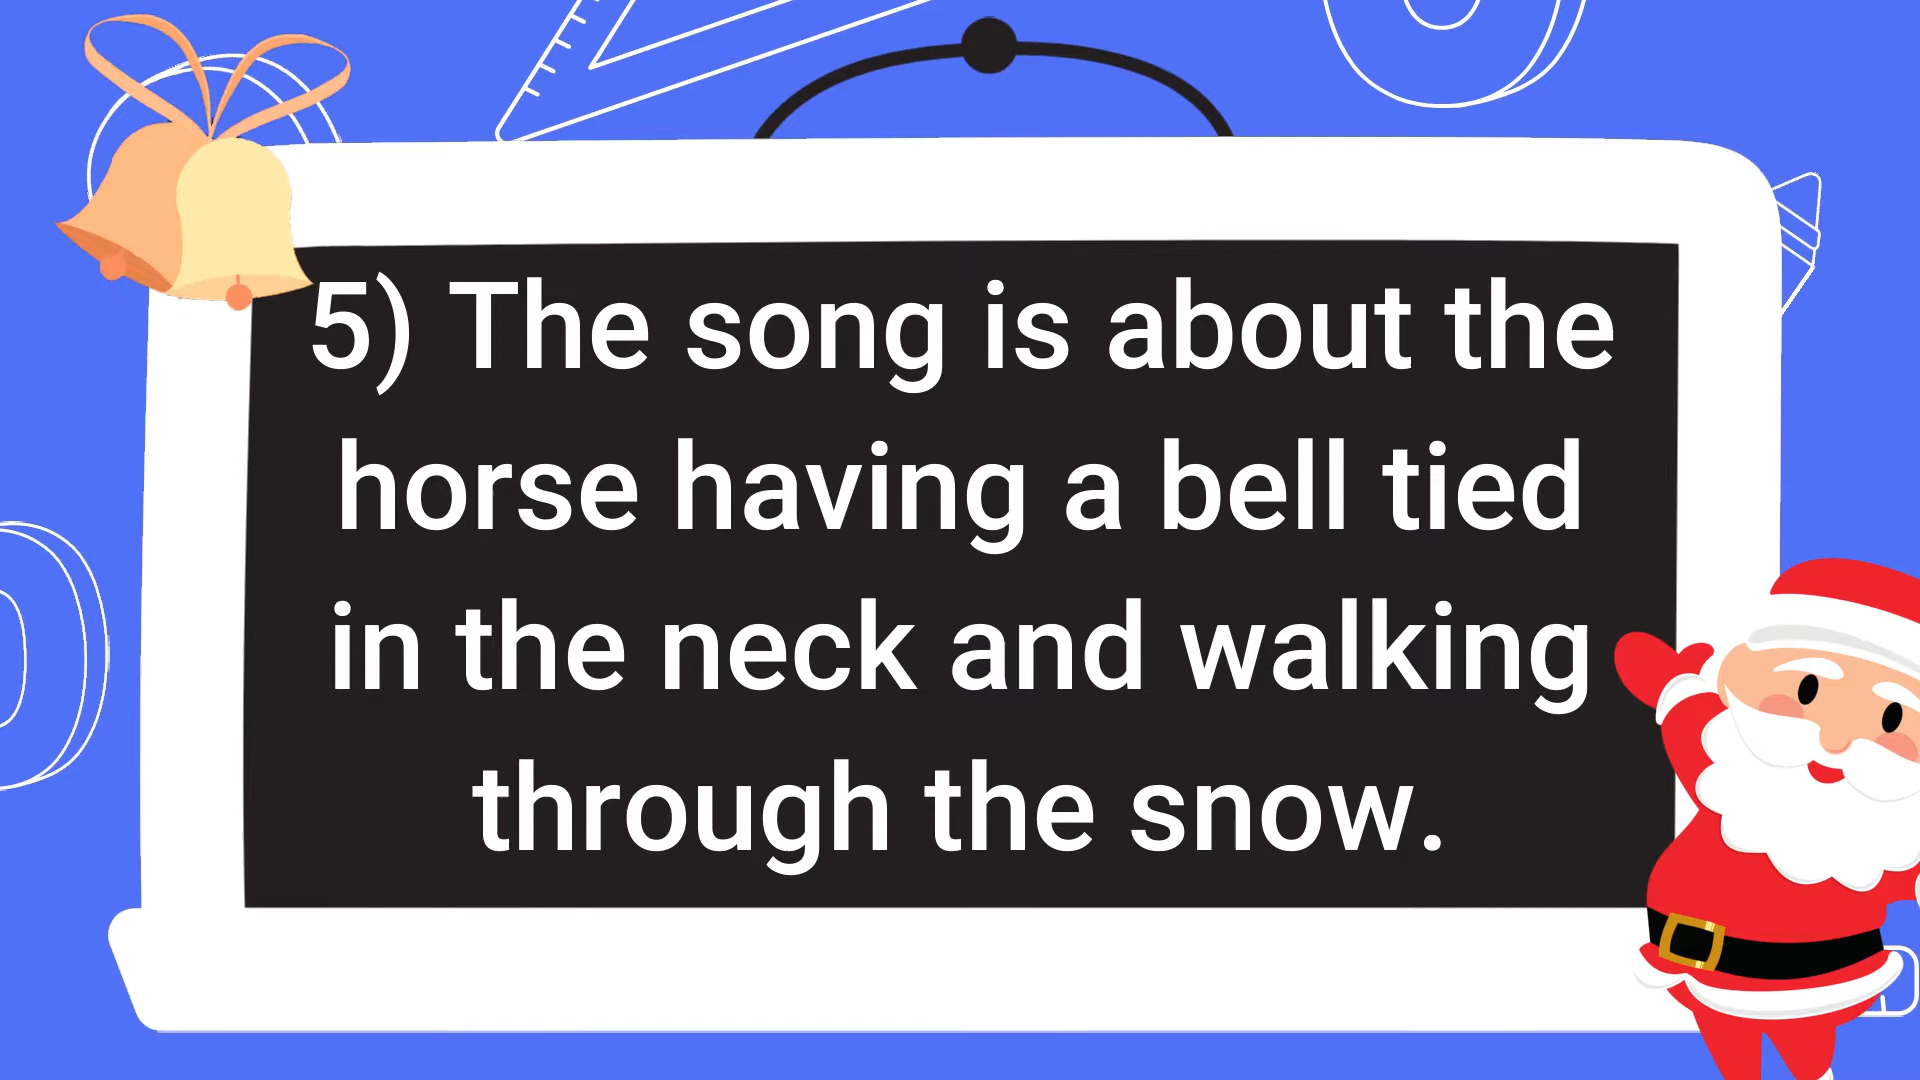 5) The song is about the
horse having a bell tied
in the neck and walking
through the snow.